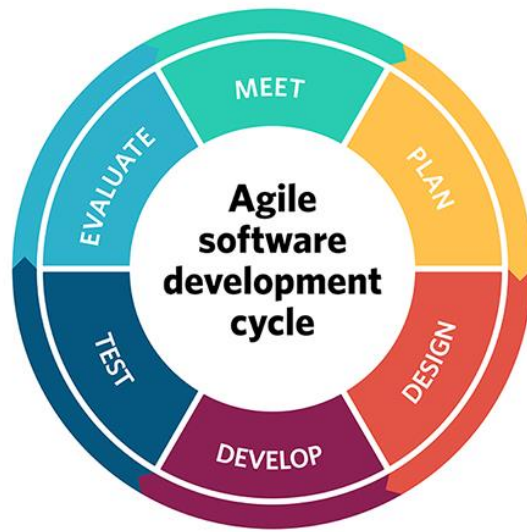 MEET
PLAN
DESIGN
DEVELOP
TEST
EVALUATE
Agile
software
development
cycle